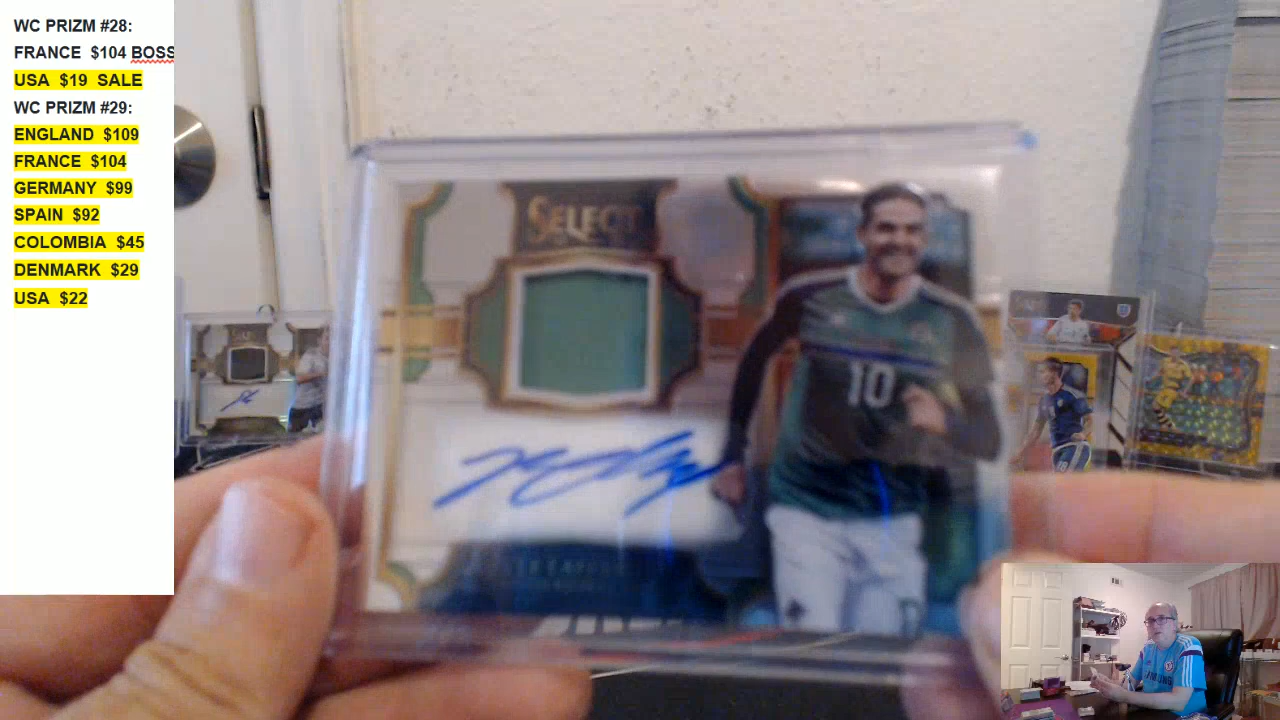 WC PRIZM #28:
FRANCE $104 BOSS
USA $19 SALE
WC PRIZM #29:
ENGLAND $109
FRANCE $104
GERMANY $99
SPAIN $92
COLOMBIA $45
DENMARK $29
USA $22
SELECT
10
SAMSUNG